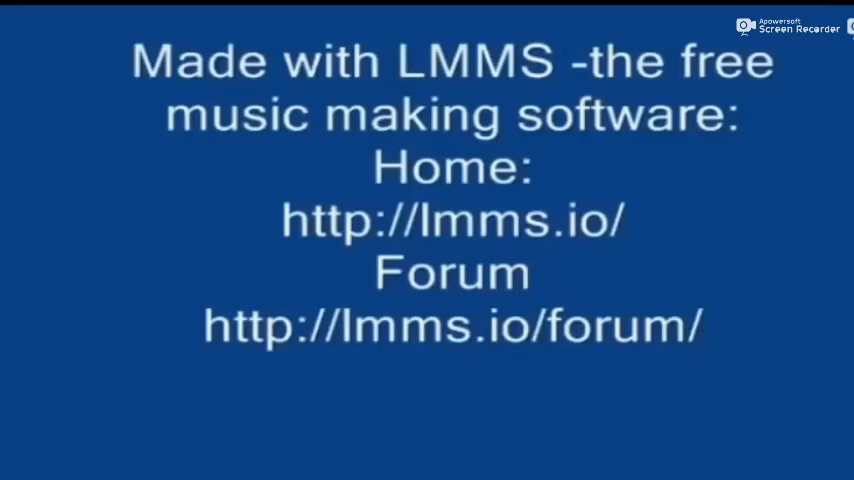 Apowersoft
Screen Recorder
Made with LMMS -the free
music making software:
Home:
http://lmms.io/
Forum
http://lmms.io/forum/